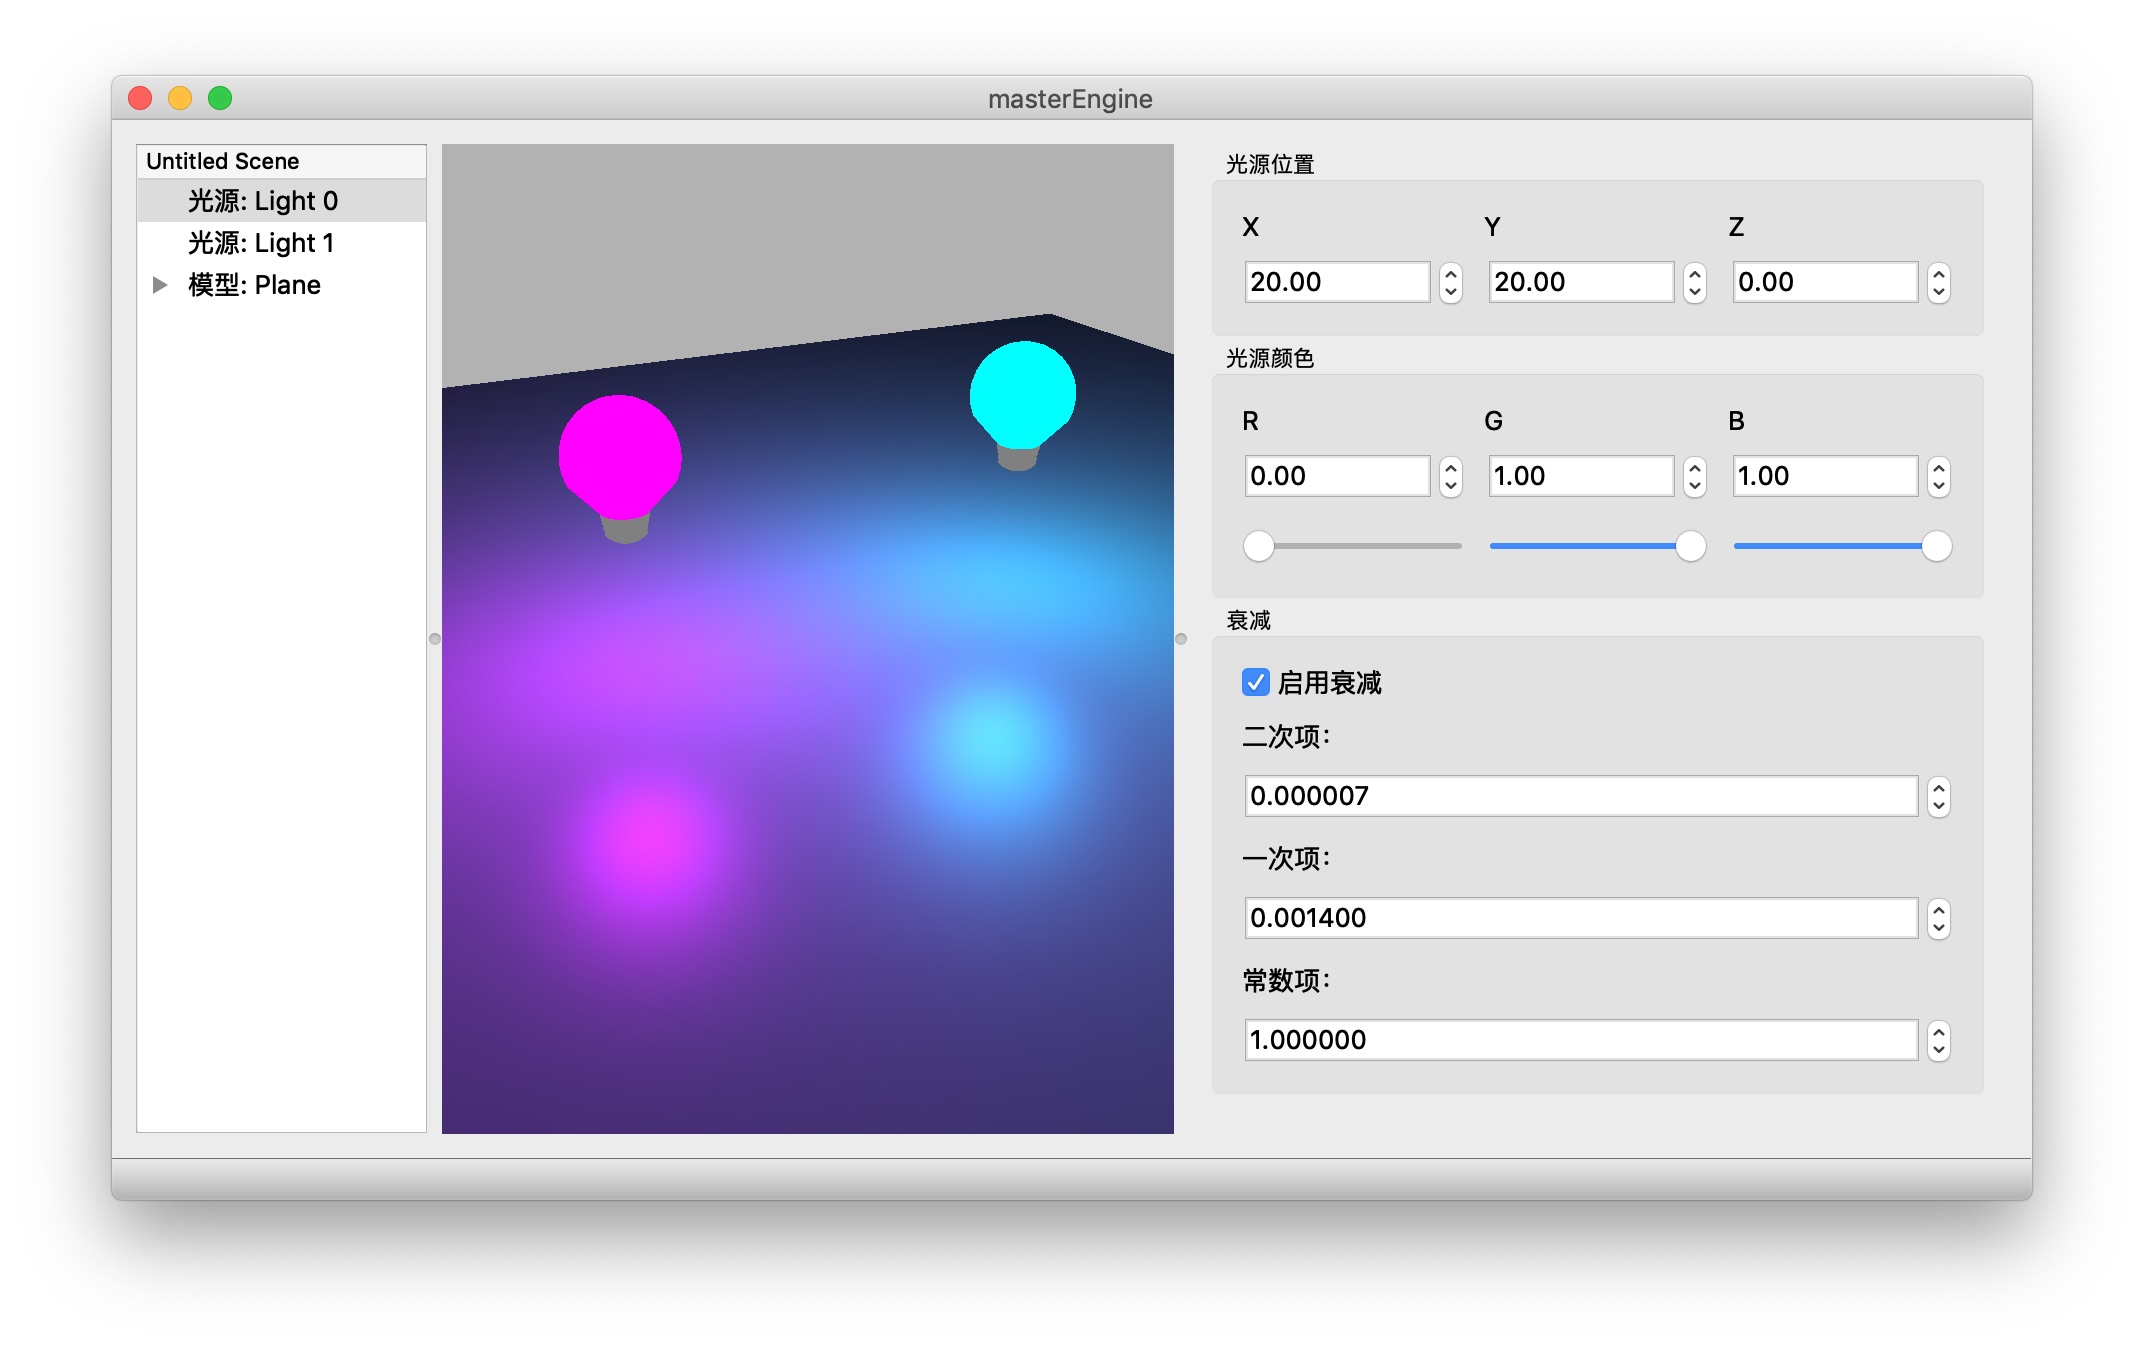 masterEngine
Untitled Scene
光源: Light 0
光源: Light 1
模型: Plane
光源位置
X Y Z
20.00 20.00 0.00
光源颜色
R G B
0.00 1.00 1.00
衰减
启用衰减
二次项:
0.000007
一次项:
0.001400
常数项:
1.000000